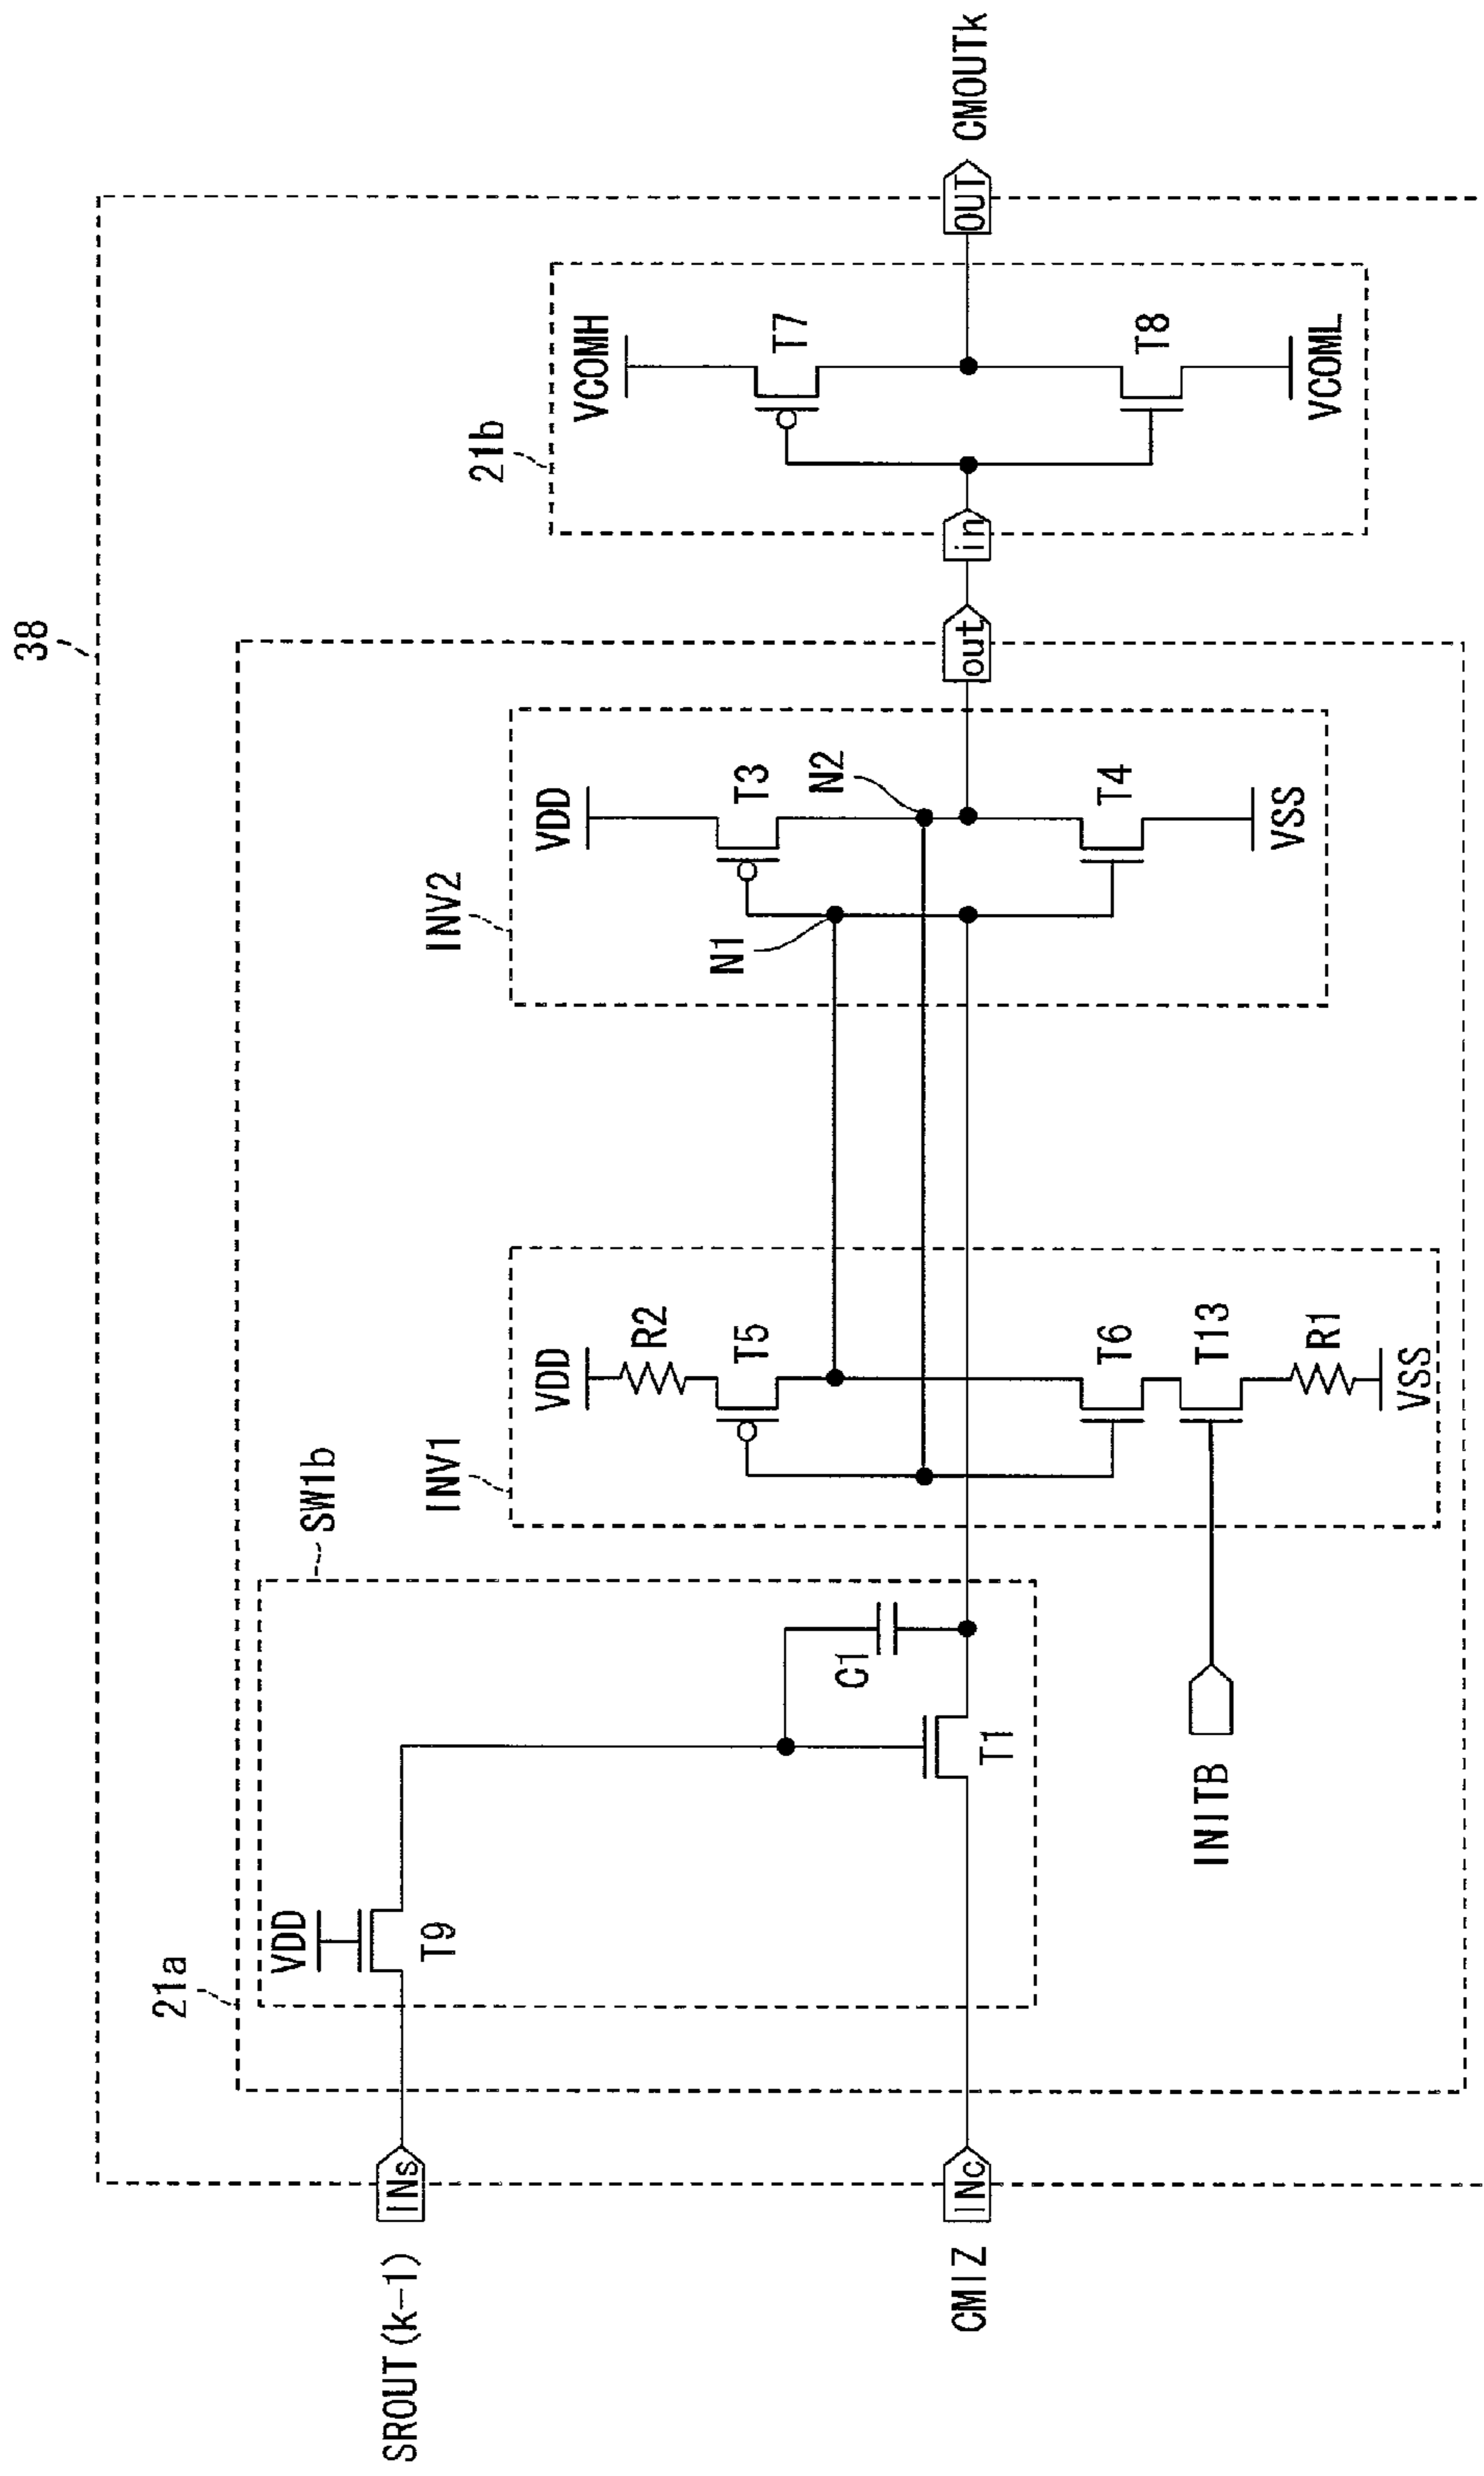 38
21a
SW1b
INV1
INV2
21b
SROUT(k-1)
INs
VDD
T9
C1
T1
CMIZ
INc
INITB
VDD
R2
T5
T6
T13
R1
VSS
N1
VDD
T3
N2
T4
VSS
out
in
VCOMH
T7
T8
VCOML
OUT
CMOUTk